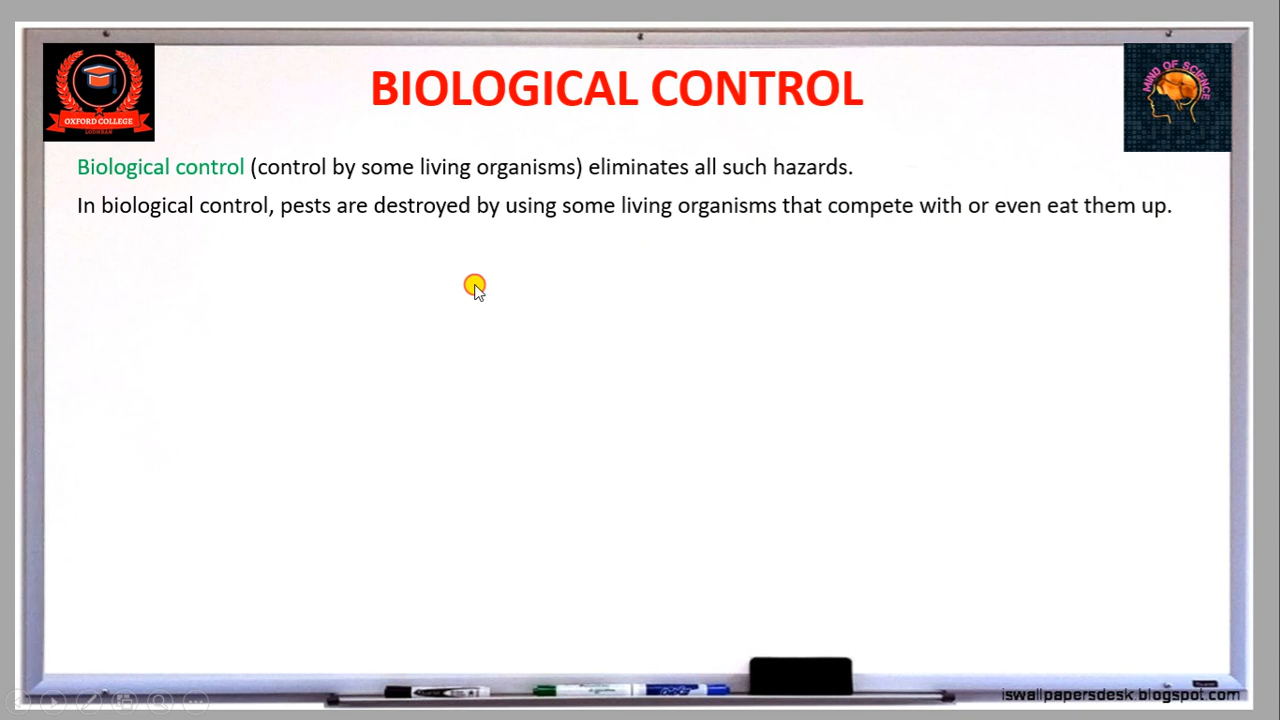 BIOLOGICAL CONTROL
OXFORD COLLEGE
LODHRAN
MIND OF SCIENCE
Biological control (control by some living organisms) eliminates all such hazards.
In biological control, pests are destroyed by using some living organisms that compete with or even eat them up.
iswallpapersdesk.blogspot.com